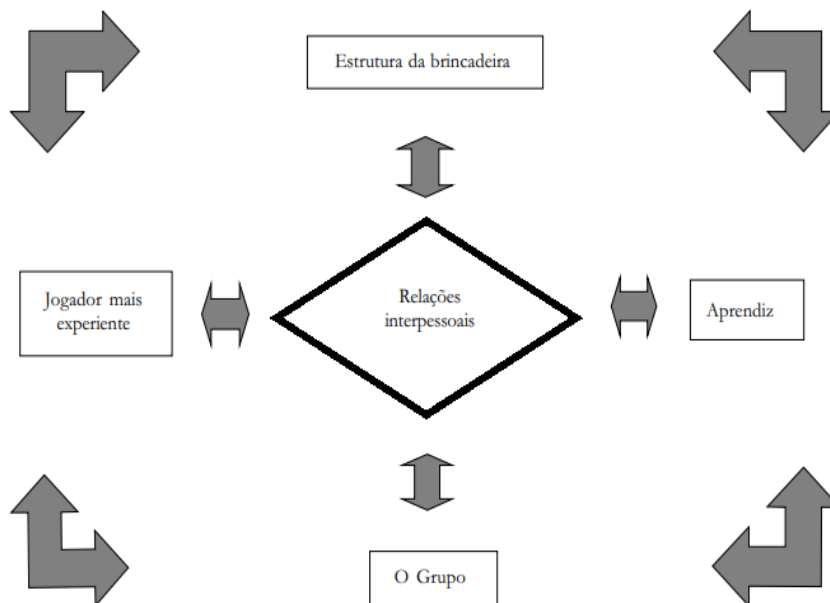 Estrutura da brincadeira
Jogador mais
experiente
Relações
interpessoais
Aprendiz
O Grupo